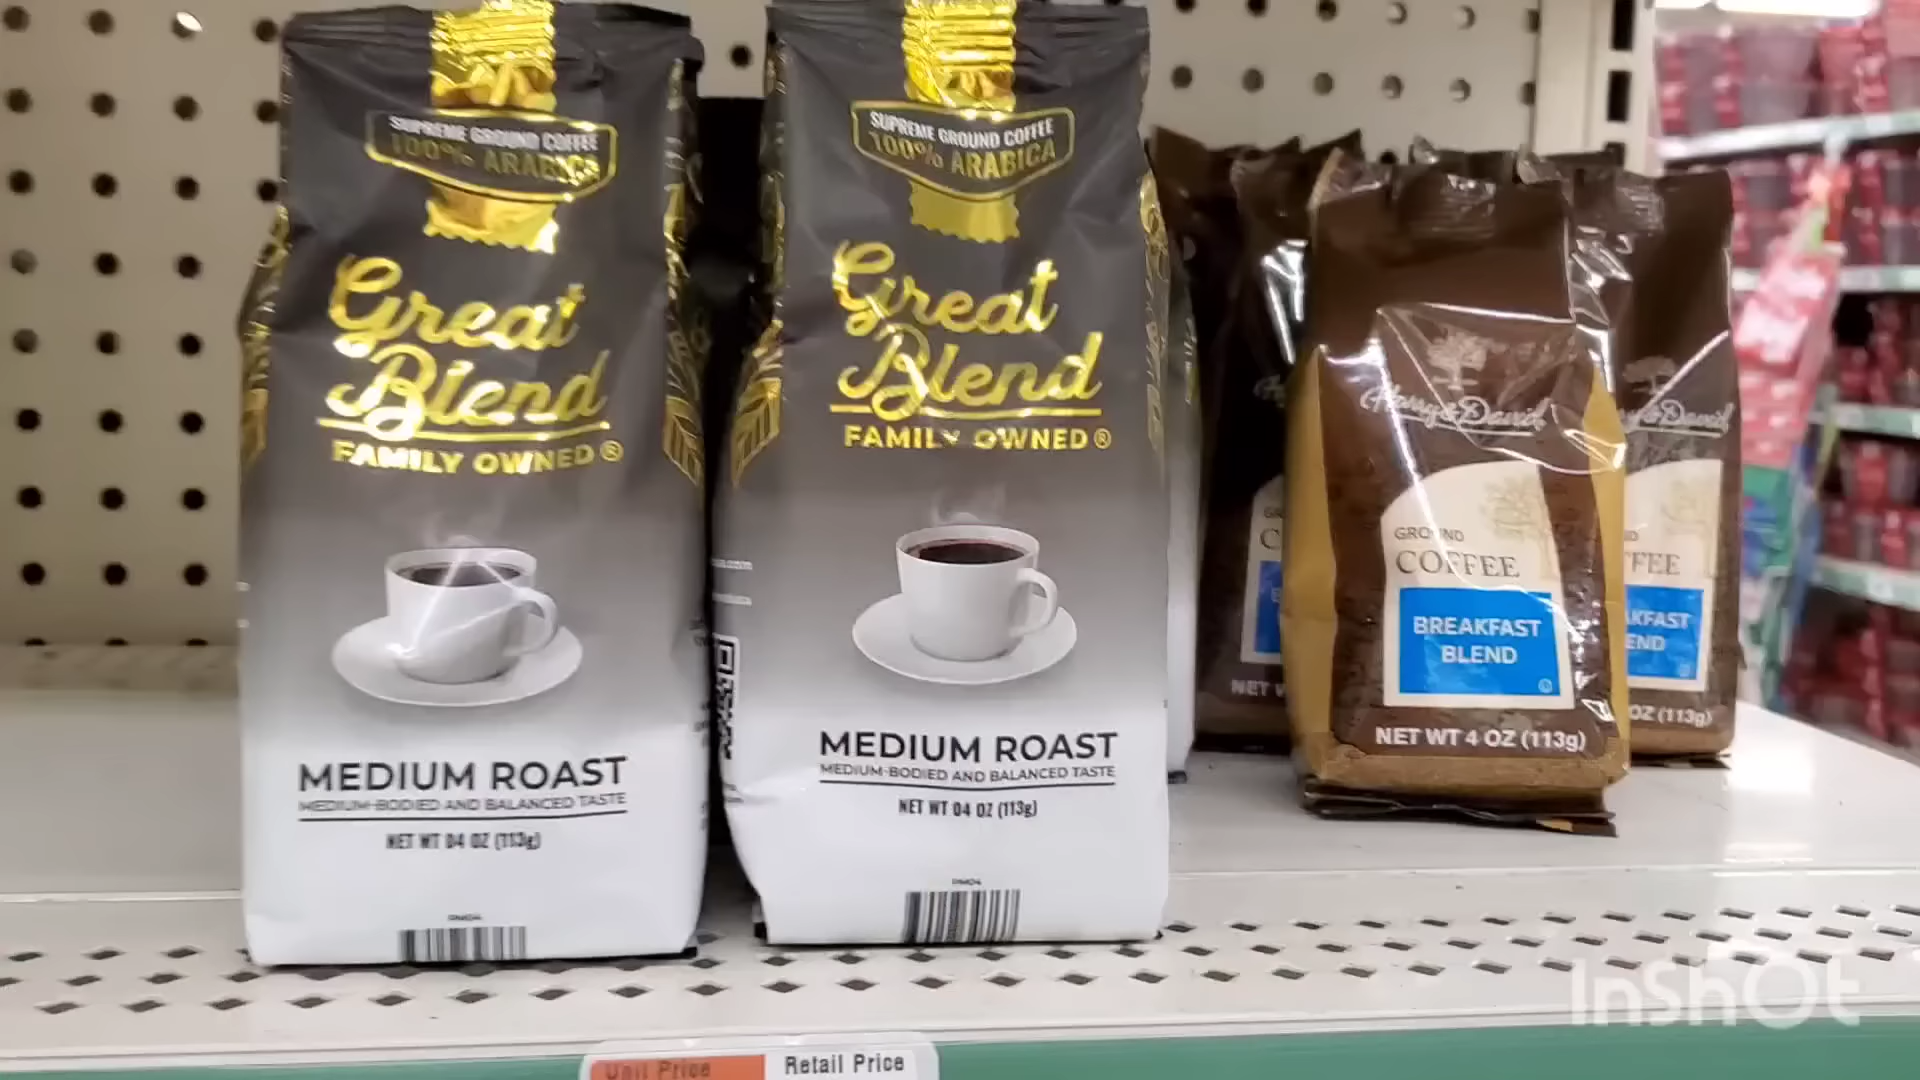 SUPREME GROUND COFFEE
100% ARABICA
Great
Blend
FAMILY OWNED®
MEDIUM ROAST
MEDIUM-BODIED AND BALANCED TASTE
NET WT 04 OZ (113g)
SUPREME GROUND COFFEE
100% ARABICA
Great
Blend
FAMILY OWNED®
MEDIUM ROAST
MEDIUM-BODIED AND BALANCED TASTE
NET WT 04 OZ (113g)
Harry & David
GROUND
COFFEE
BREAKFAST
BLEND
NET WT 4 OZ (113g)
OZ (113g)
Unit Price
Retail Price
InShOt